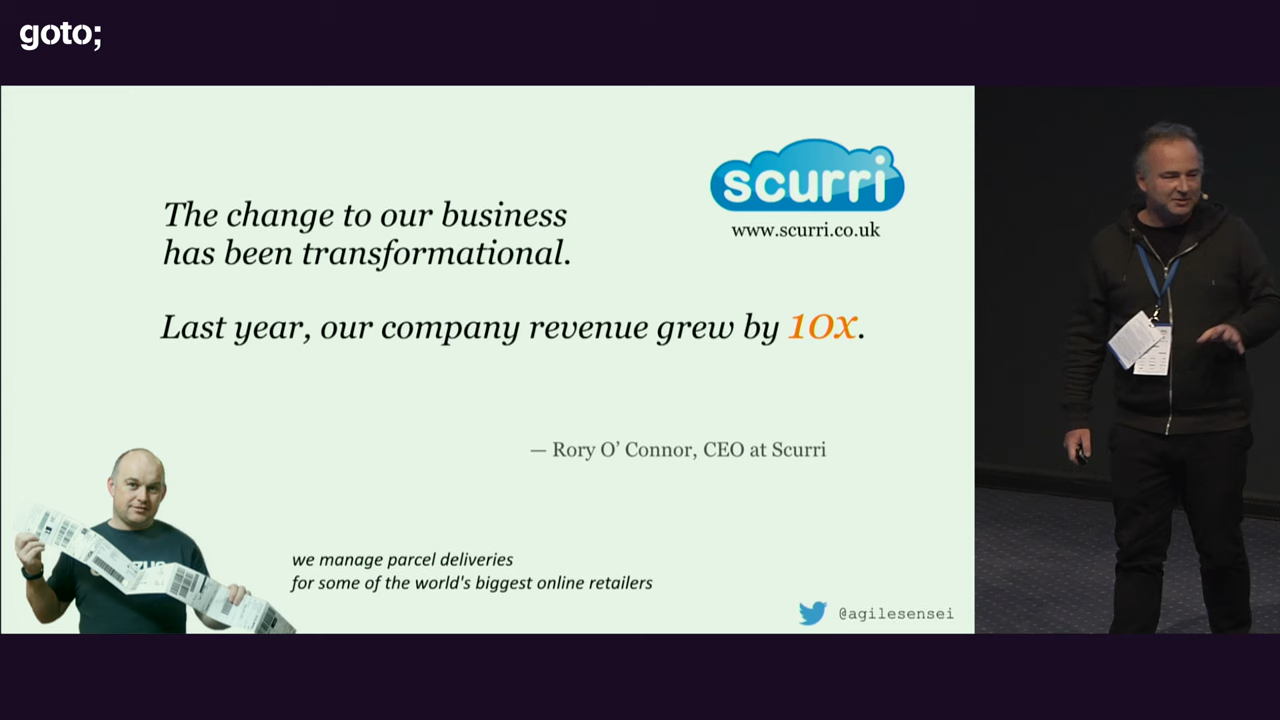 goto;
scurri
www.scurri.co.uk
The change to our business
has been transformational.
Last year, our company revenue grew by 10x.
— Rory O’ Connor, CEO at Scurri
we manage parcel deliveries
for some of the world's biggest online retailers
@agilesensei